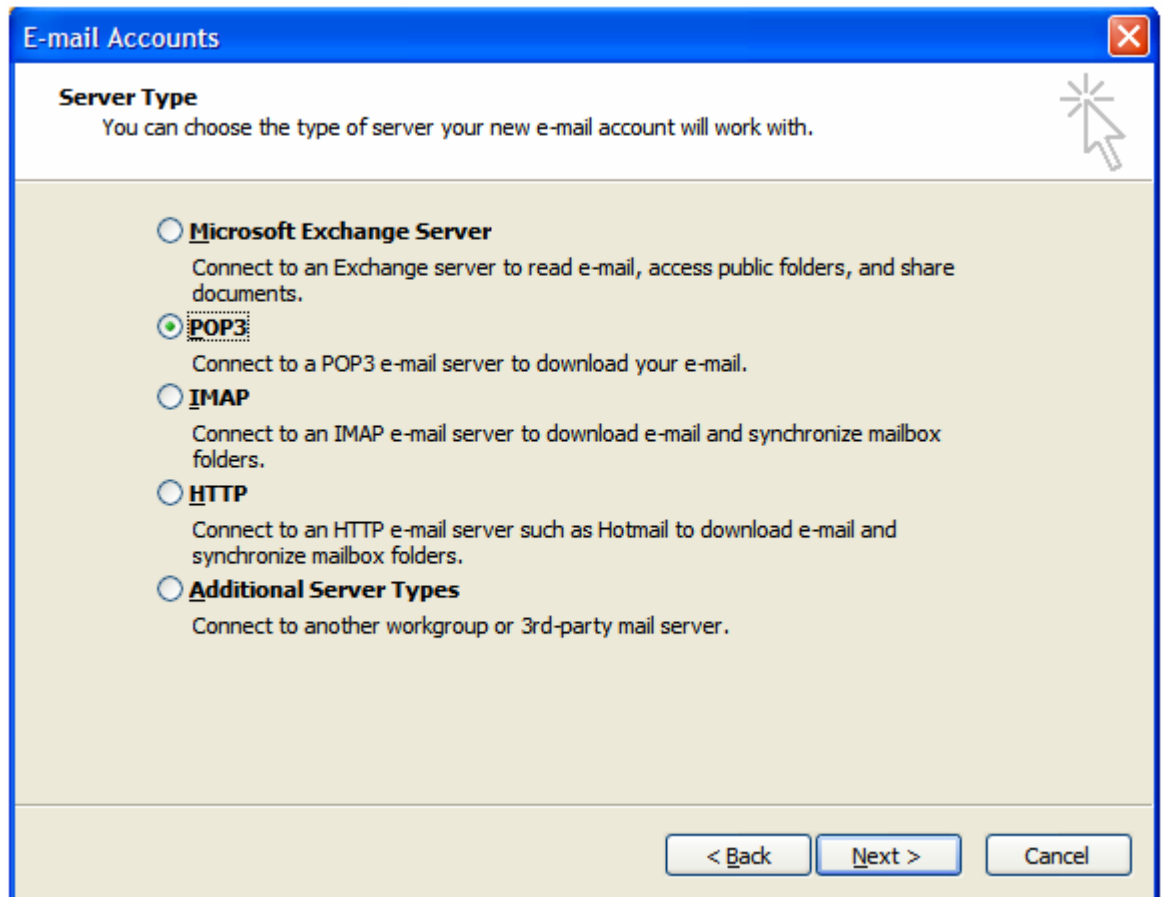 E-mail Accounts
Server Type
You can choose the type of server your new e-mail account will work with.
Microsoft Exchange Server
Connect to an Exchange server to read e-mail, access public folders, and share
documents.
POP3
Connect to a POP3 e-mail server to download your e-mail.
IMAP
Connect to an IMAP e-mail server to download e-mail and synchronize mailbox
folders.
HTTP
Connect to an HTTP e-mail server such as Hotmail to download e-mail and
synchronize mailbox folders.
Additional Server Types
Connect to another workgroup or 3rd-party mail server.
< Back Next > Cancel